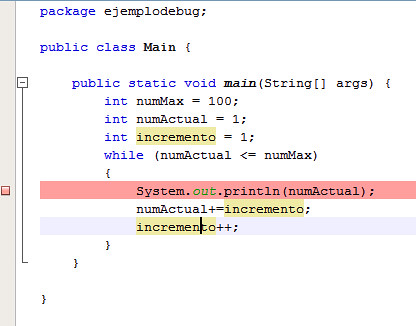 package ejemplodebug;
public class Main {
public static void main(String[] args) {
int numMax = 100;
int numActual = 1;
int incremento = 1;
while (numActual <= numMax)
{
System.out.println(numActual);
numActual+=incremento;
incremento++;
}
}
}